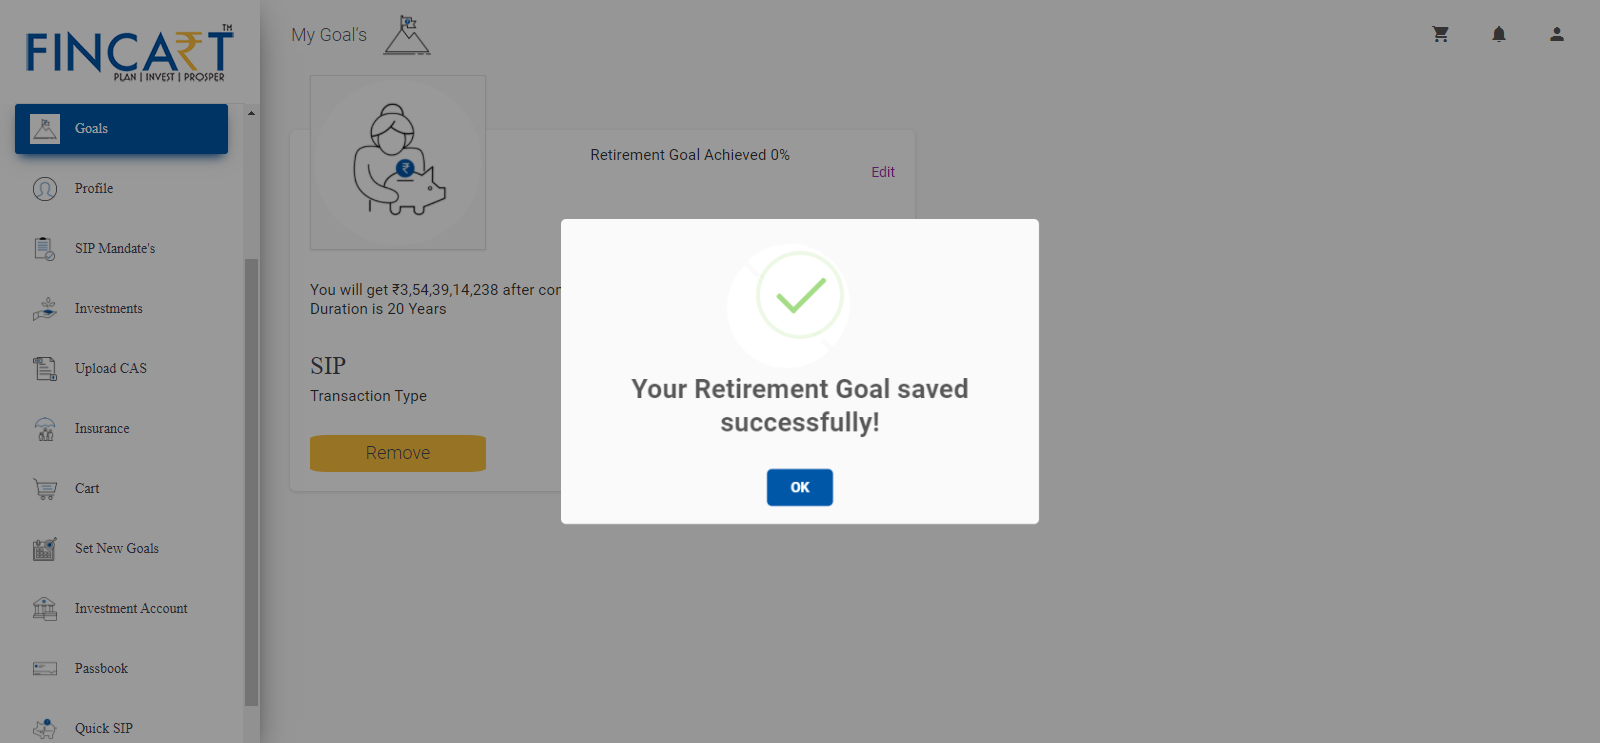 FINCART™
PLAN | INVEST | PROSPER
Goals
Profile
SIP Mandate's
Investments
Upload CAS
Insurance
Cart
Set New Goals
Investment Account
Passbook
Quick SIP
My Goal's
Retirement Goal Achieved 0%
Edit
You will get ₹3,54,39,14,238 after
Duration is 20 Years
SIP
Transaction Type
Remove
Your Retirement Goal saved
successfully!
OK